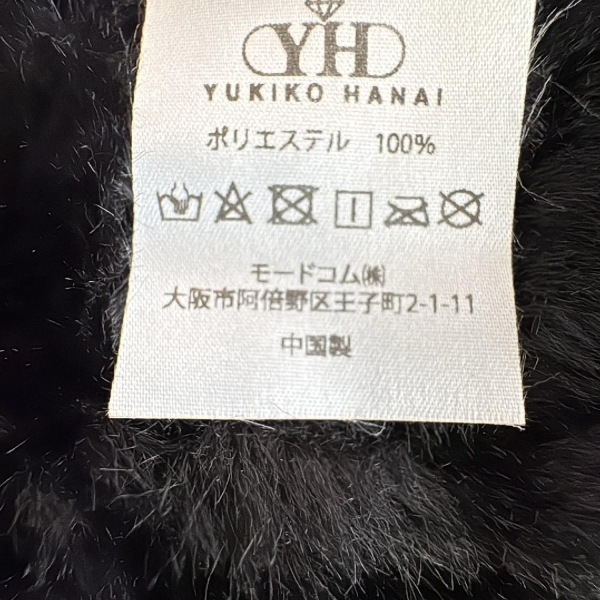 YH
YUKIKO HANAI
ポリエステル 100%
モードコム㈱
大阪市阿倍野区王子町2-1-11
中国製